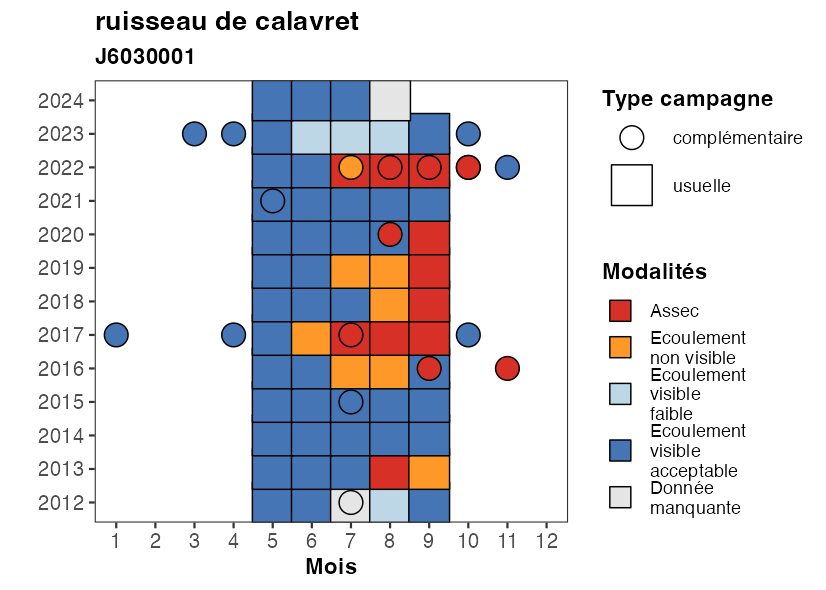 ruisseau de calavret
J6030001
2024
2023
2022
2021
2020
2019
2018
2017
2016
2015
2014
2013
2012
1 2 3 4 5 6 7 8 9 10 11 12
Mois
Type campagne
complémentaire
usuelle
Modalités
Assec
Ecoulement
non visible
Ecoulement
visible
faible
Ecoulement
visible
acceptable
Donnée
manquante